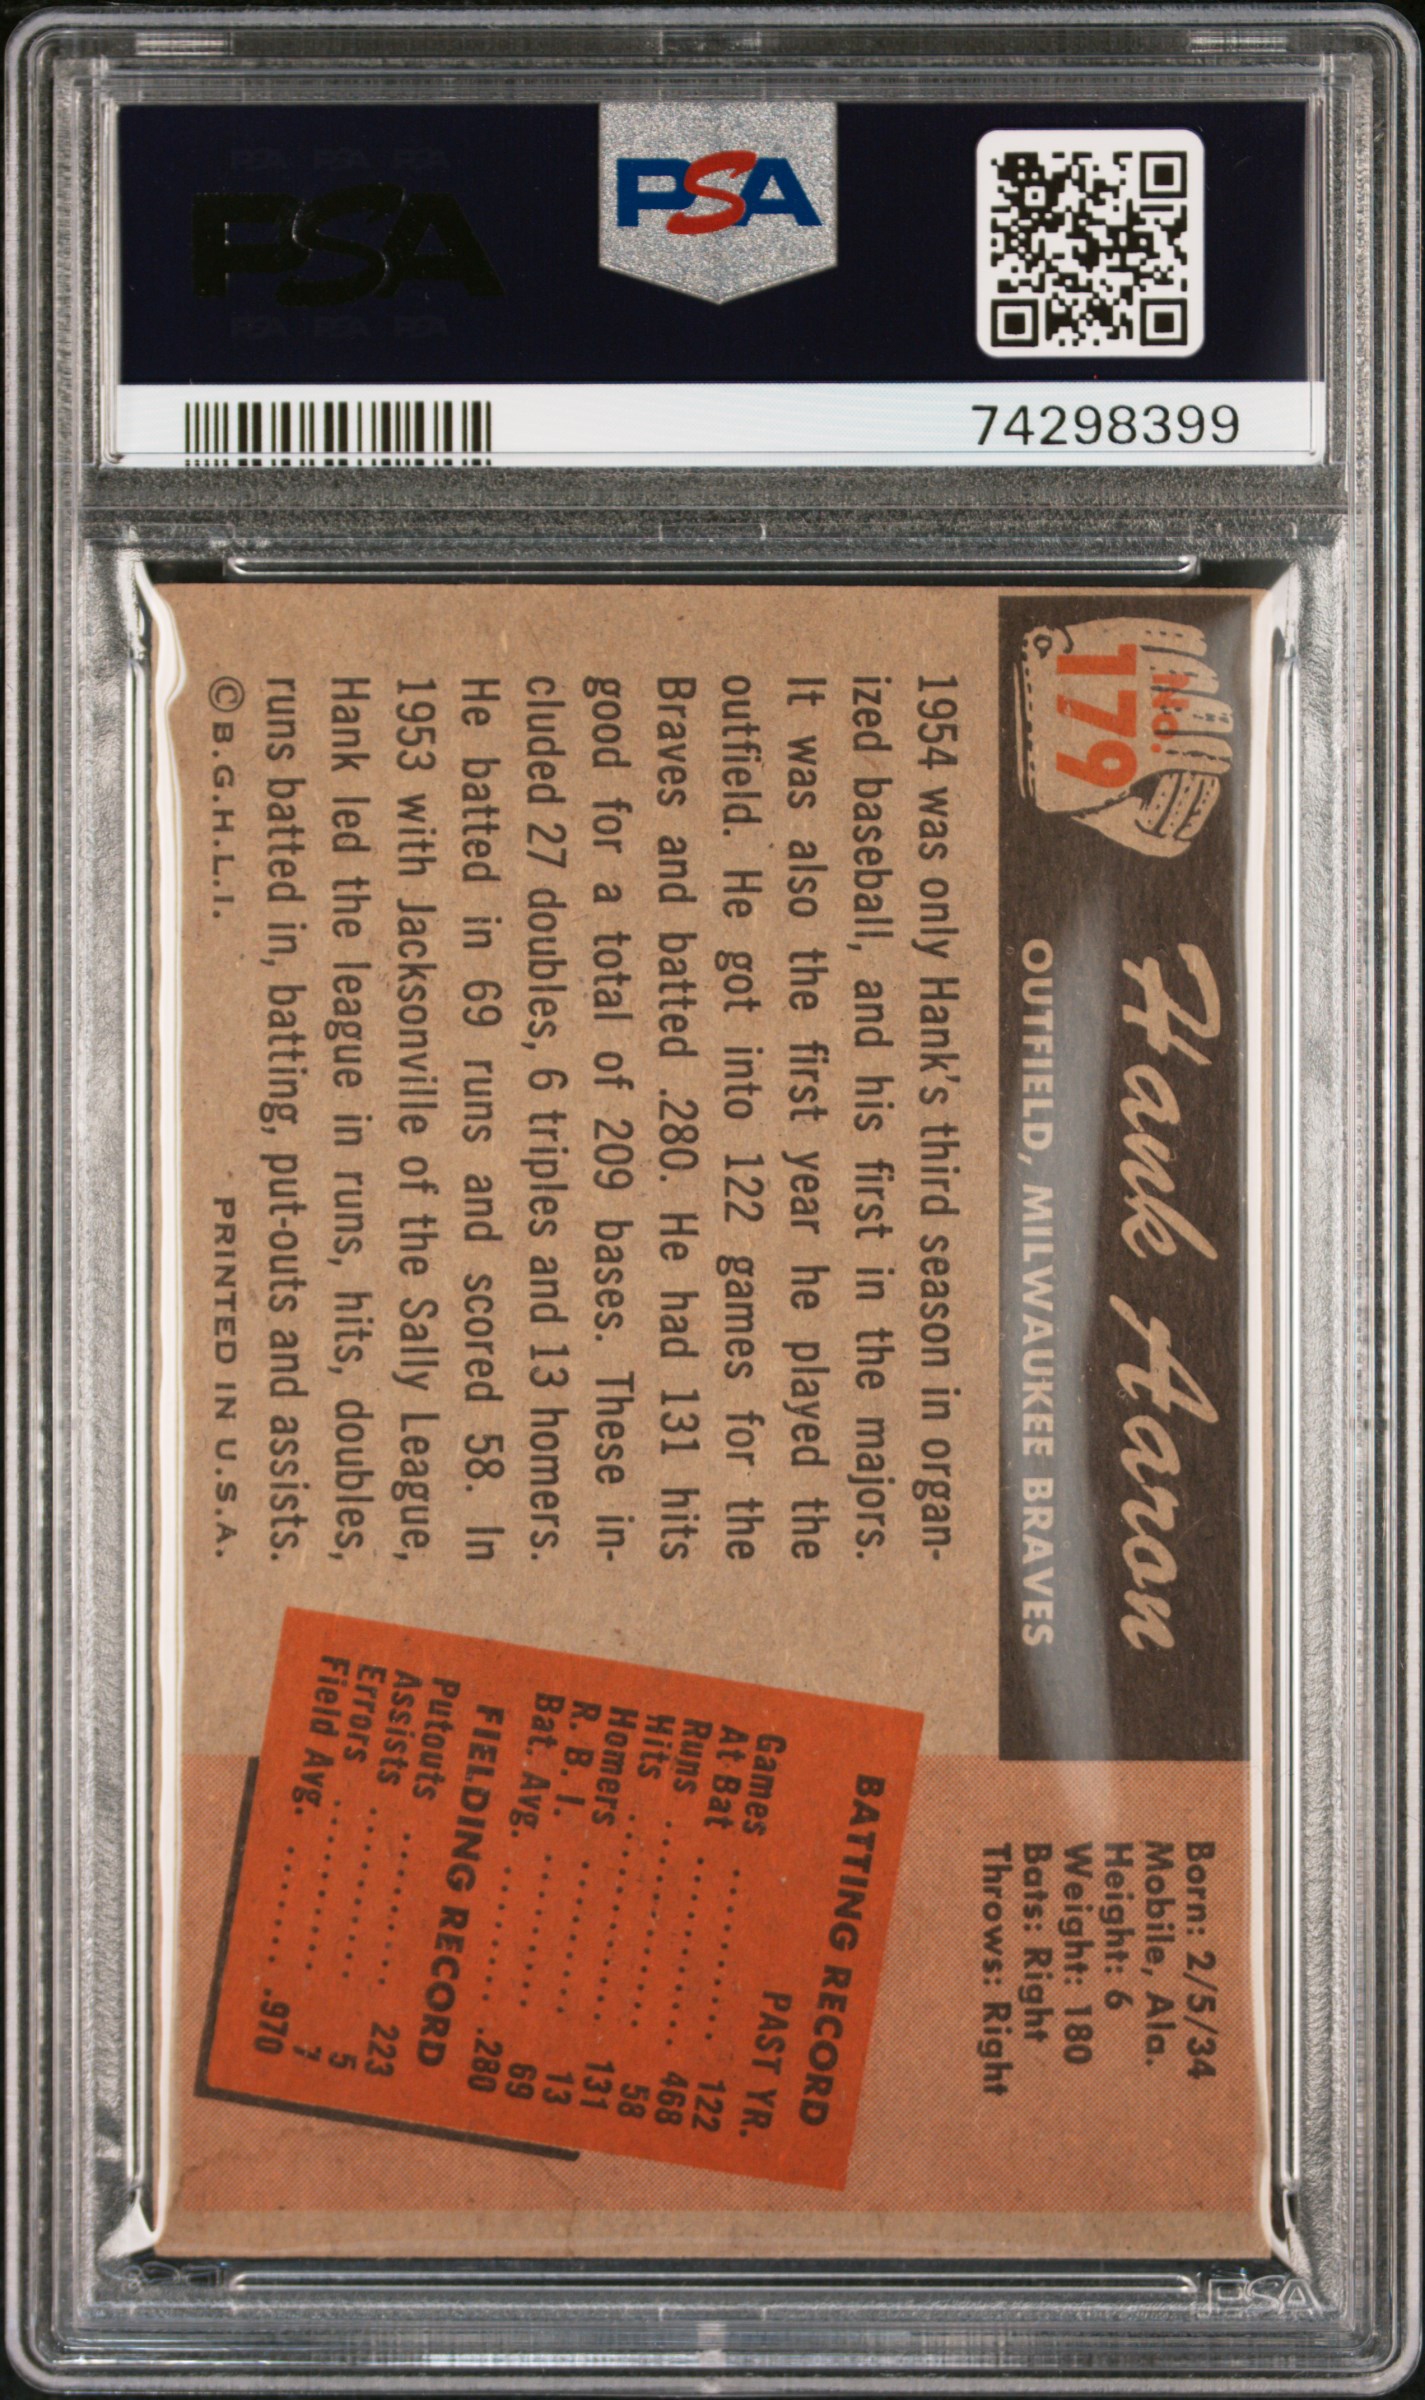 PSA
PSA
74298399
No.
179
Hank Aaron
OUTFIELD, MILWAUKEE BRAVES
1954 was only Hank's third season in organ-
ized baseball, and his first in the majors.
It was also the first year he played the
outfield. He got into 122 games for the
Braves and batted .280. He had 131 hits
good for a total of 209 bases. These in-
cluded 27 doubles, 6 triples and 13 homers.
He batted in 69 runs and scored 58. In
1953 with Jacksonville of the Sally League,
Hank led the league in runs, hits, doubles,
runs batted in, batting, put-outs and assists.
© B.G.H.L.I. PRINTED IN U.S.A.
Born: 2/5/34
Mobile, Ala.
Height: 6
Weight: 180
Bats: Right
Throws: Right
BATTING RECORD
PAST YR.
Games ........ 122
At Bat ........ 468
Runs ........ 58
Hits ........ 131
Homers ........ 13
R. B. I. ........ 69
Bat. Avg. ........ .280
FIELDING RECORD
Putouts ........ 223
Assists ........ 5
Errors ........ 7
Field Avg. ........ .970
PSA